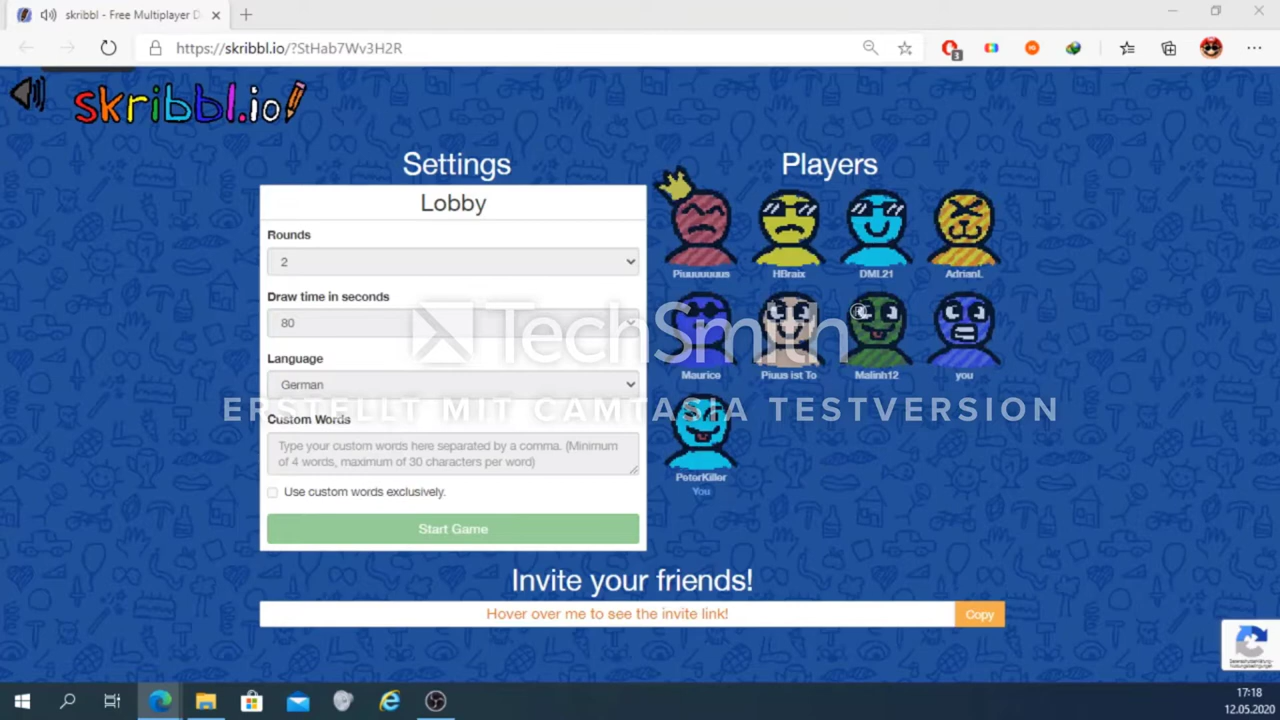 skribbl - Free Multiplayer D
https://skribbl.io/?StHab7Wv3H2R
3
skribbl.io
Settings
Players
Lobby
Rounds
2
Draw time in seconds
80
Language
German
Custom Words
Type your custom words here separated by a comma. (Minimum
of 4 words, maximum of 30 characters per word)
Use custom words exclusively.
Start Game
Piuuuuuuus
HBraix
DML21
AdrianL
Maurice
Piuus ist To
Malinh12
you
PeterKiller
You
TechSmith
ERSTELLT MIT CAMTASIA TESTVERSION
Invite your friends!
Hover over me to see the invite link!
Copy
17:18
12.05.2020